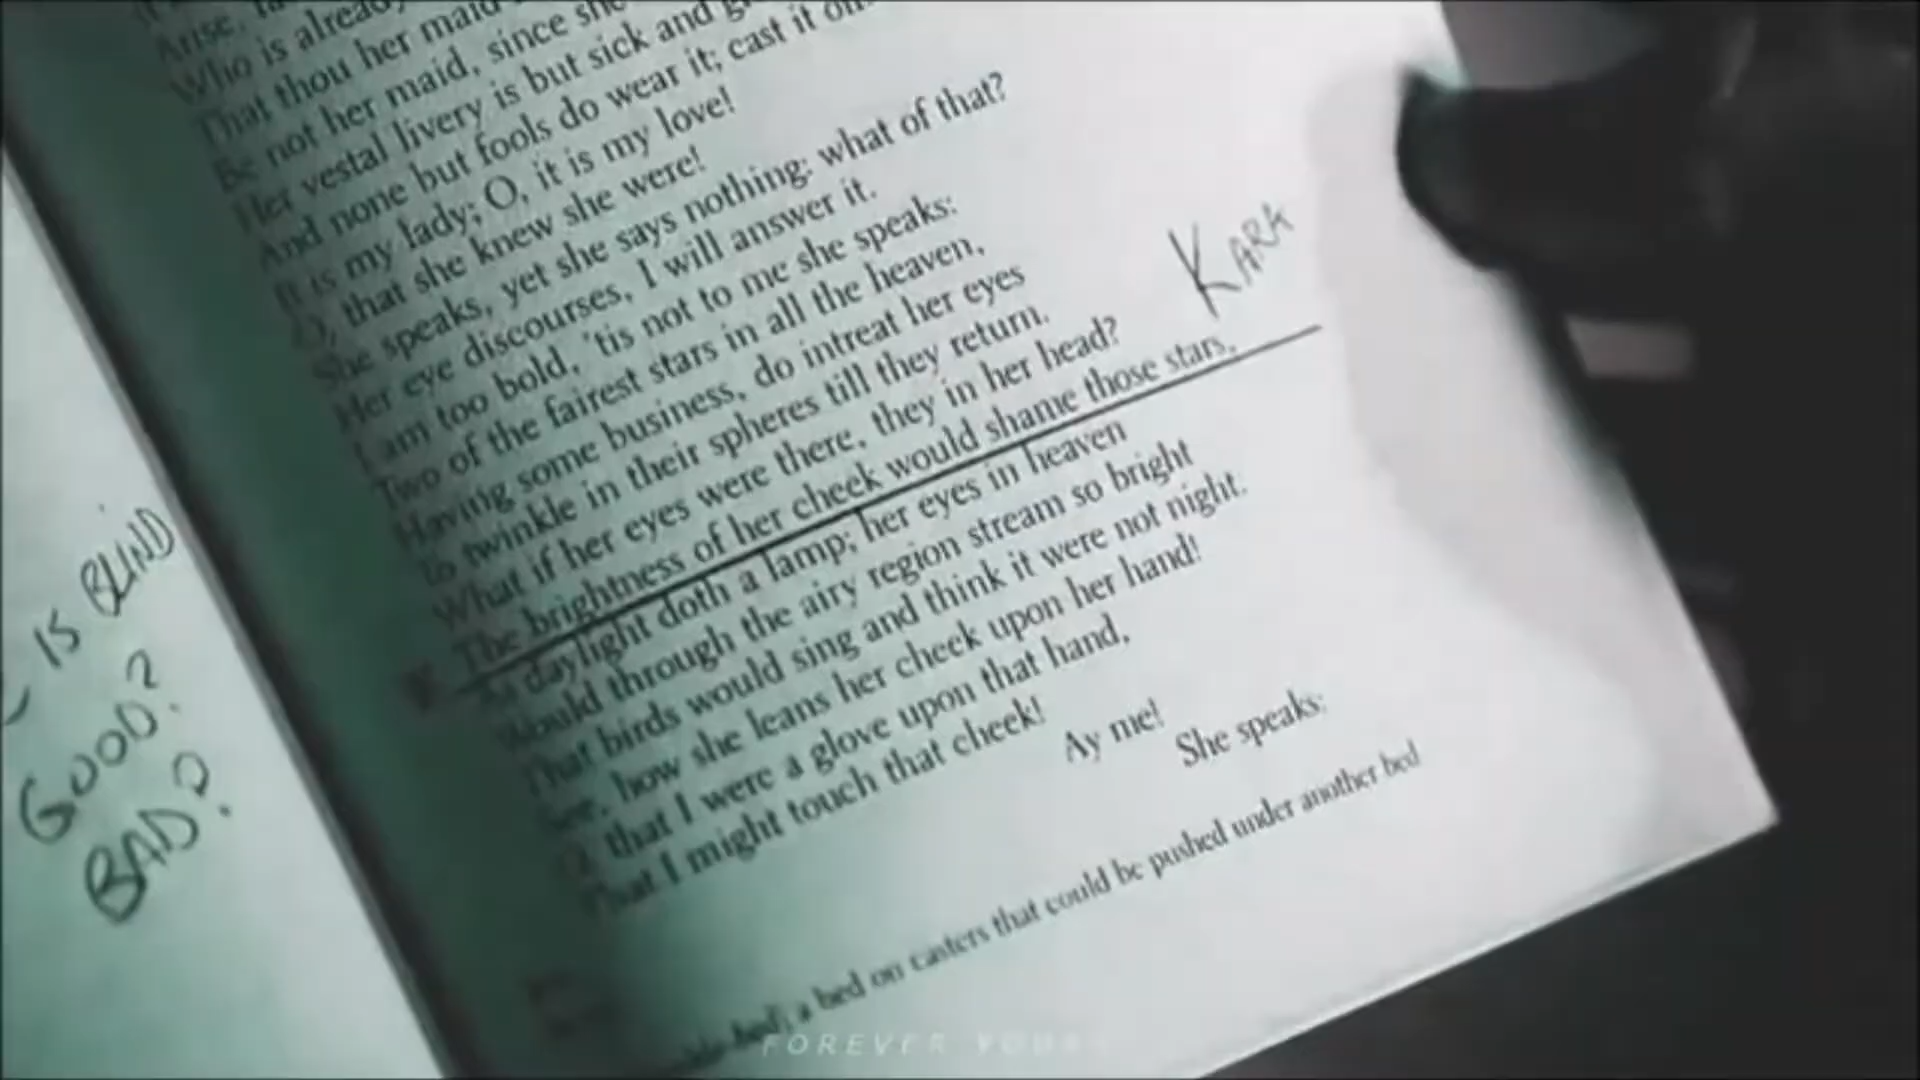 Arise,
Who is already
That thou her maid
Be not her maid, since she
Her vestal livery is but sick and
And none but fools do wear it; cast it
It is my lady; O, it is my love!
O, that she knew she were!
She speaks, yet she says nothing: what of that?
Her eye discourses, I will answer it.
I am too bold, 'tis not to me she speaks:
Two of the fairest stars in all the heaven,
Having some business, do intreat her eyes
To twinkle in their spheres till they return.
What if her eyes were there, they in her head?
The brightness of her cheek would shame those stars,
As daylight doth a lamp; her eyes in heaven
Would through the airy region stream so bright
That birds would sing and think it were not night.
See, how she leans her cheek upon her hand!
O, that I were a glove upon that hand,
That I might touch that cheek!
Ay me!
She speaks:
bed; a bed on casters that could be pushed under another bed
KARA
IS BLIND
GOOD?
BAD?
FOREVER YOUR